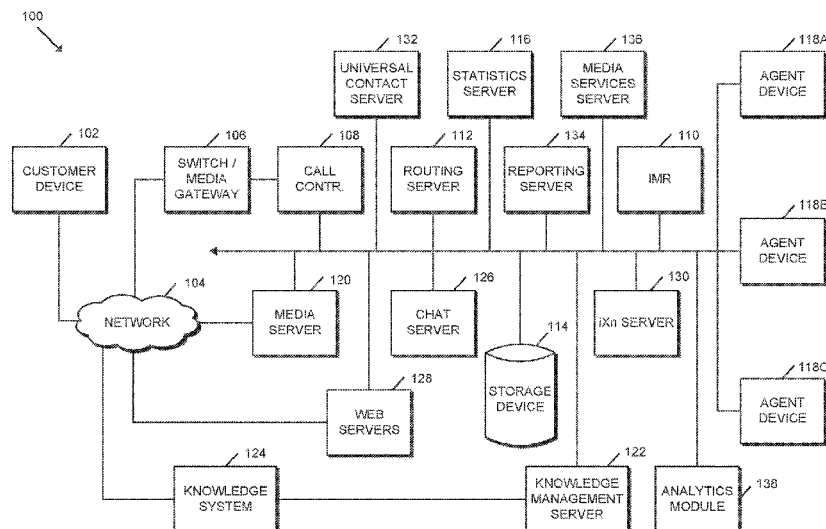 100
132
UNIVERSAL
CONTACT
SERVER
116
STATISTICS
SERVER
136
MEDIA
SERVICES
SERVER
118A
AGENT
DEVICE
102
CUSTOMER
DEVICE
106
SWITCH /
MEDIA
GATEWAY
108
CALL
CONTR.
112
ROUTING
SERVER
134
REPORTING
SERVER
110
IMR
118B
AGENT
DEVICE
104
NETWORK
120
MEDIA
SERVER
126
CHAT
SERVER
114
STORAGE
DEVICE
130
iXn SERVER
118C
AGENT
DEVICE
128
WEB
SERVERS
124
KNOWLEDGE
SYSTEM
122
KNOWLEDGE
MANAGEMENT
SERVER
ANALYTICS
MODULE
138